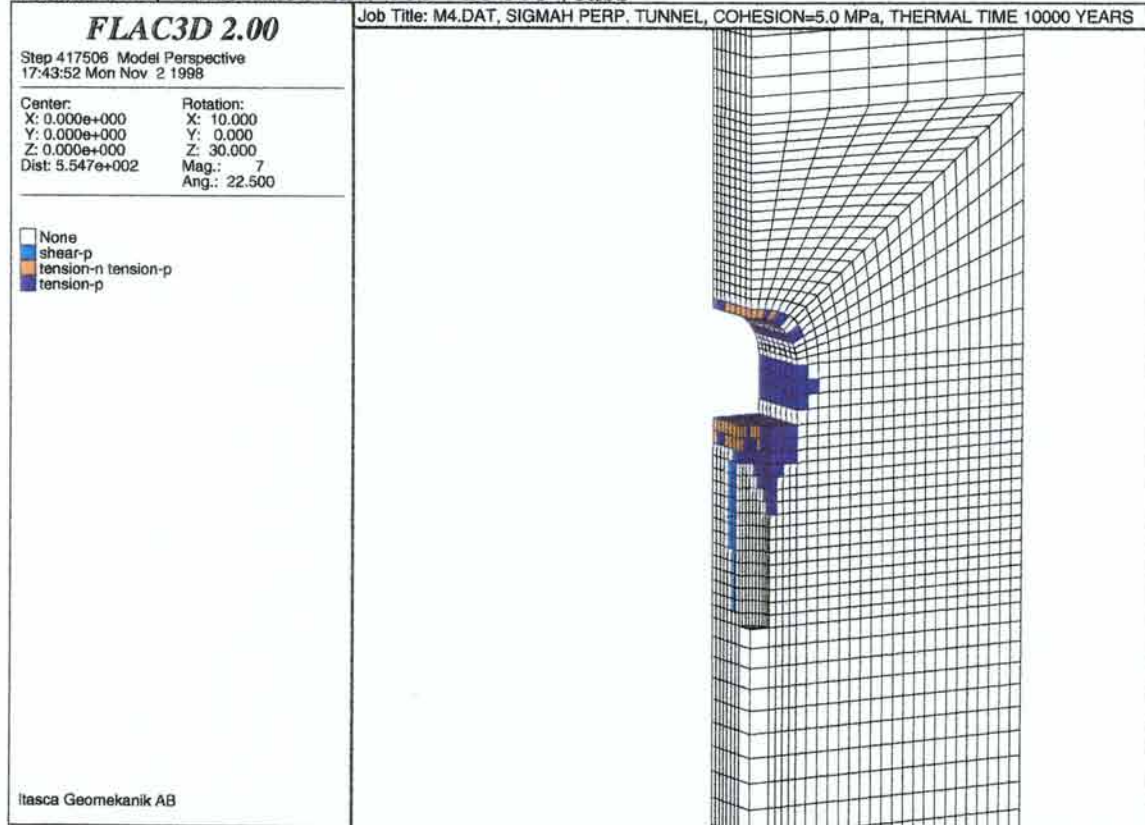 Job Title: M4.DAT, SIGMAH PERP. TUNNEL, COHESION=5.0 MPa, THERMAL TIME 10000 YEARS
FLAC3D 2.00
Step 417506 Model Perspective
17:43:52 Mon Nov 2 1998
Center: Rotation:
X: 0.000e+000 X: 10.000
Y: 0.000e+000 Y: 0.000
Z: 0.000e+000 Z: 30.000
Dist: 5.547e+002 Mag.: 7
Ang.: 22.500
None
shear-p
tension-n tension-p
tension-p
Itasca Geomekanik AB